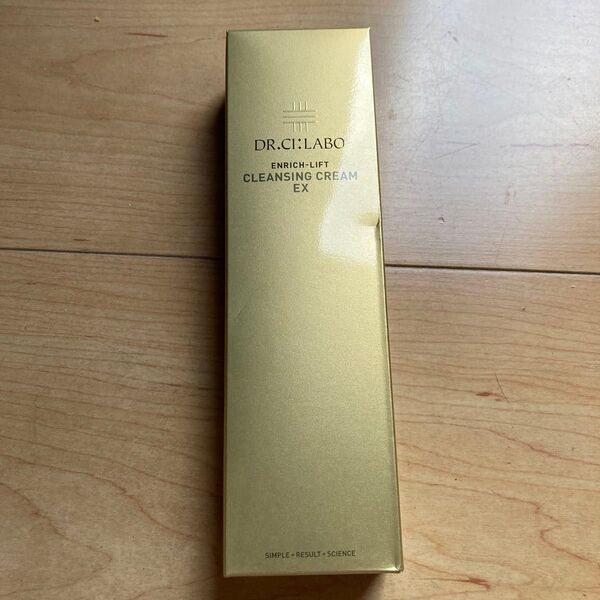 DR.CI:LABO
ENRICH-LIFT
CLEANSING CREAM
EX
SIMPLE+RESULT+SCIENCE